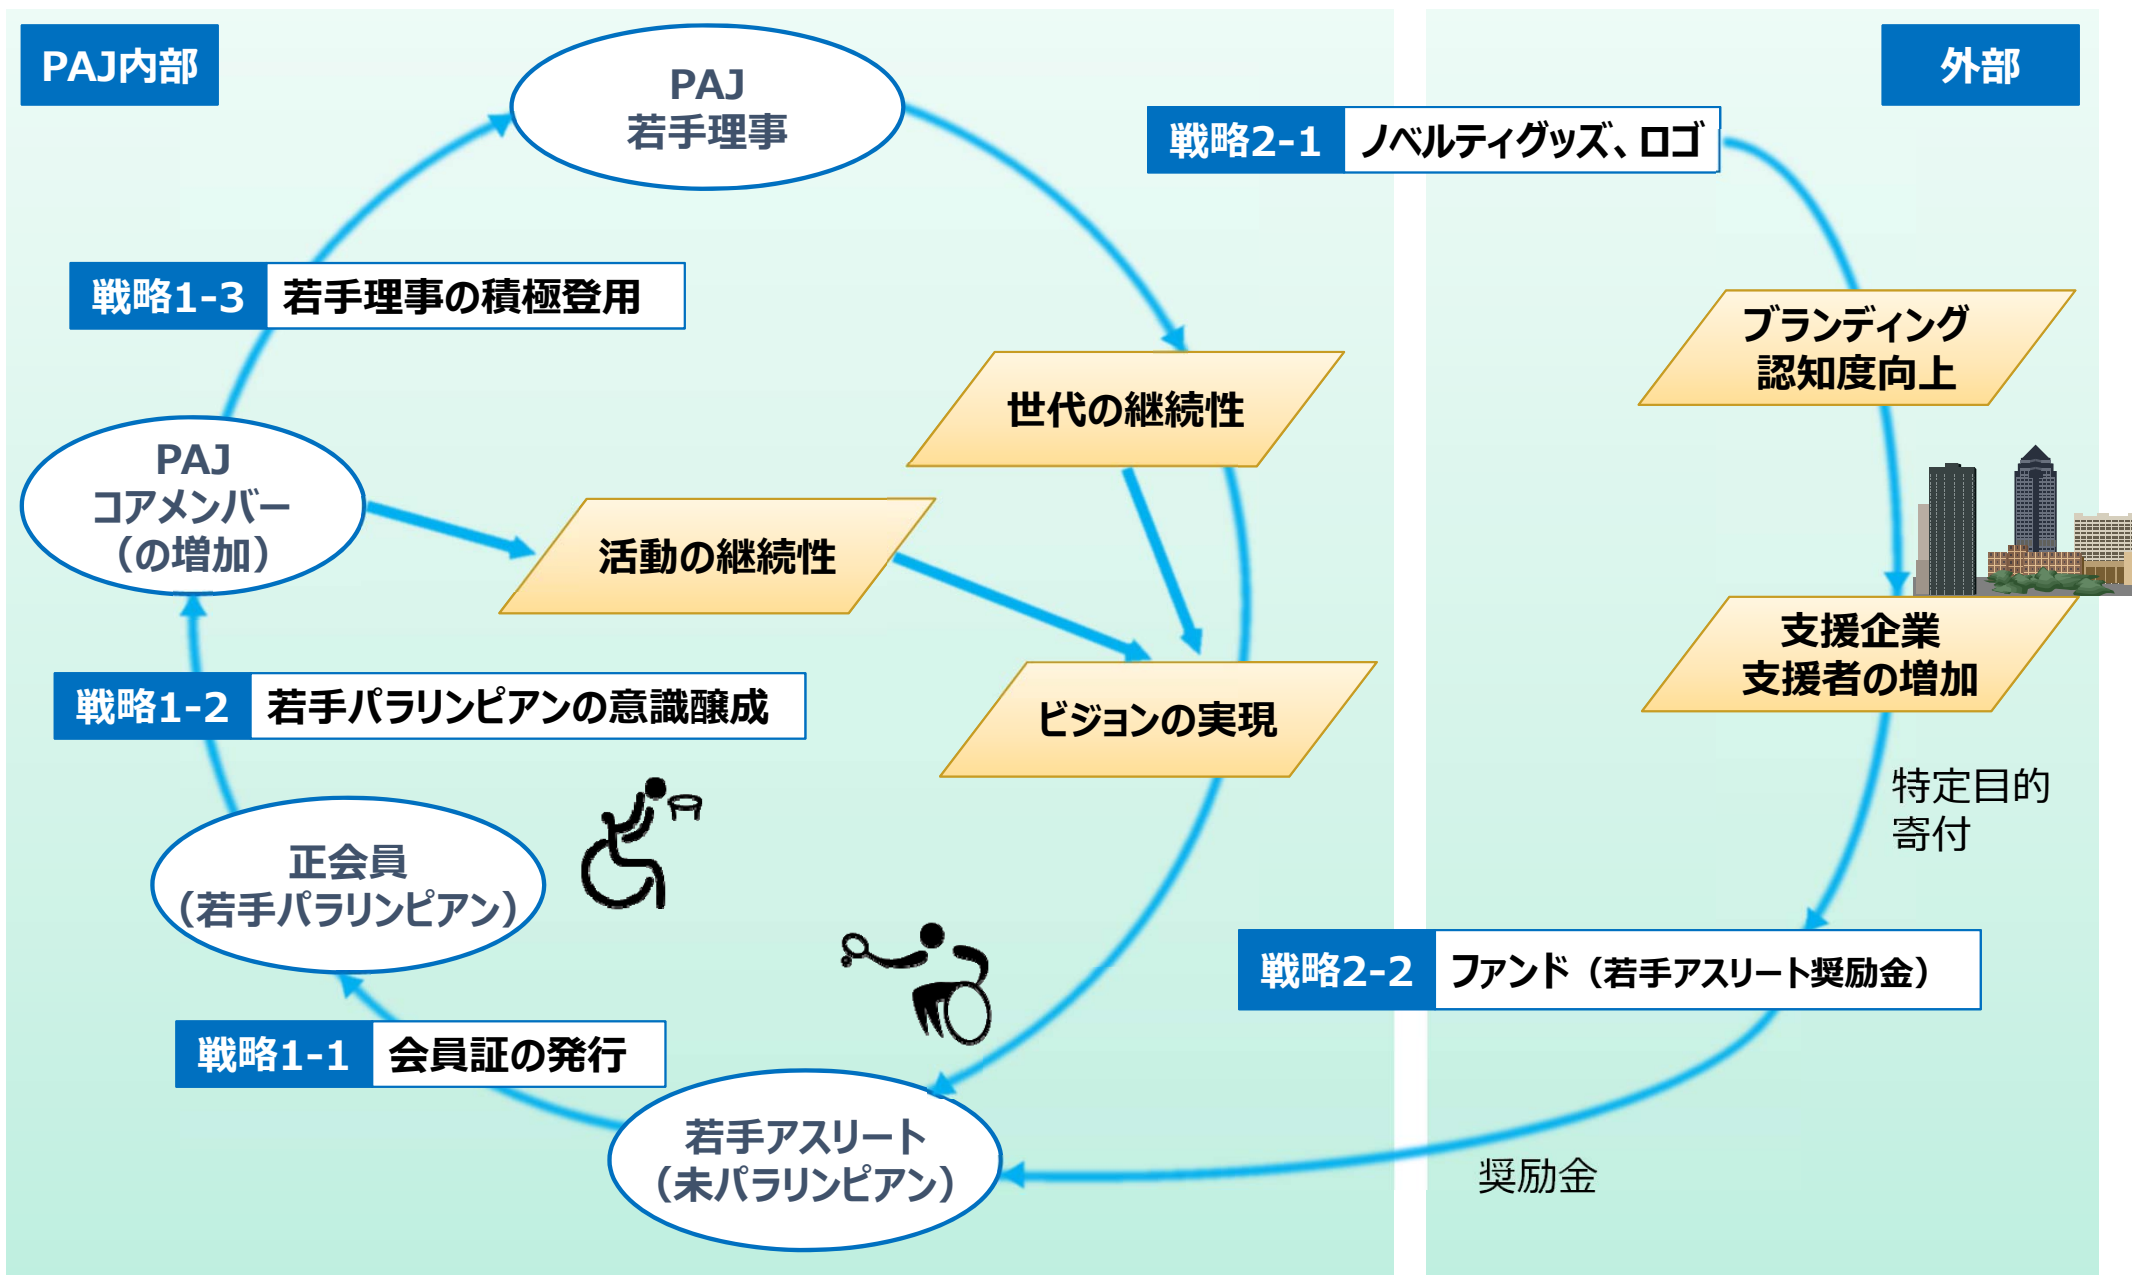 PAJ内部
外部
PAJ
若手理事
戦略2-1 ノベルティグッズ、ロゴ
戦略1-3 若手理事の積極登用
ブランディング
認知度向上
世代の継続性
PAJ
コアメンバー
（の増加）
活動の継続性
支援企業
支援者の増加
戦略1-2 若手パラリンピアンの意識醸成
ビジョンの実現
特定目的
寄付
正会員
（若手パラリンピアン）
戦略2-2 ファンド（若手アスリート奨励金）
戦略1-1 会員証の発行
若手アスリート
（未パラリンピアン）
奨励金